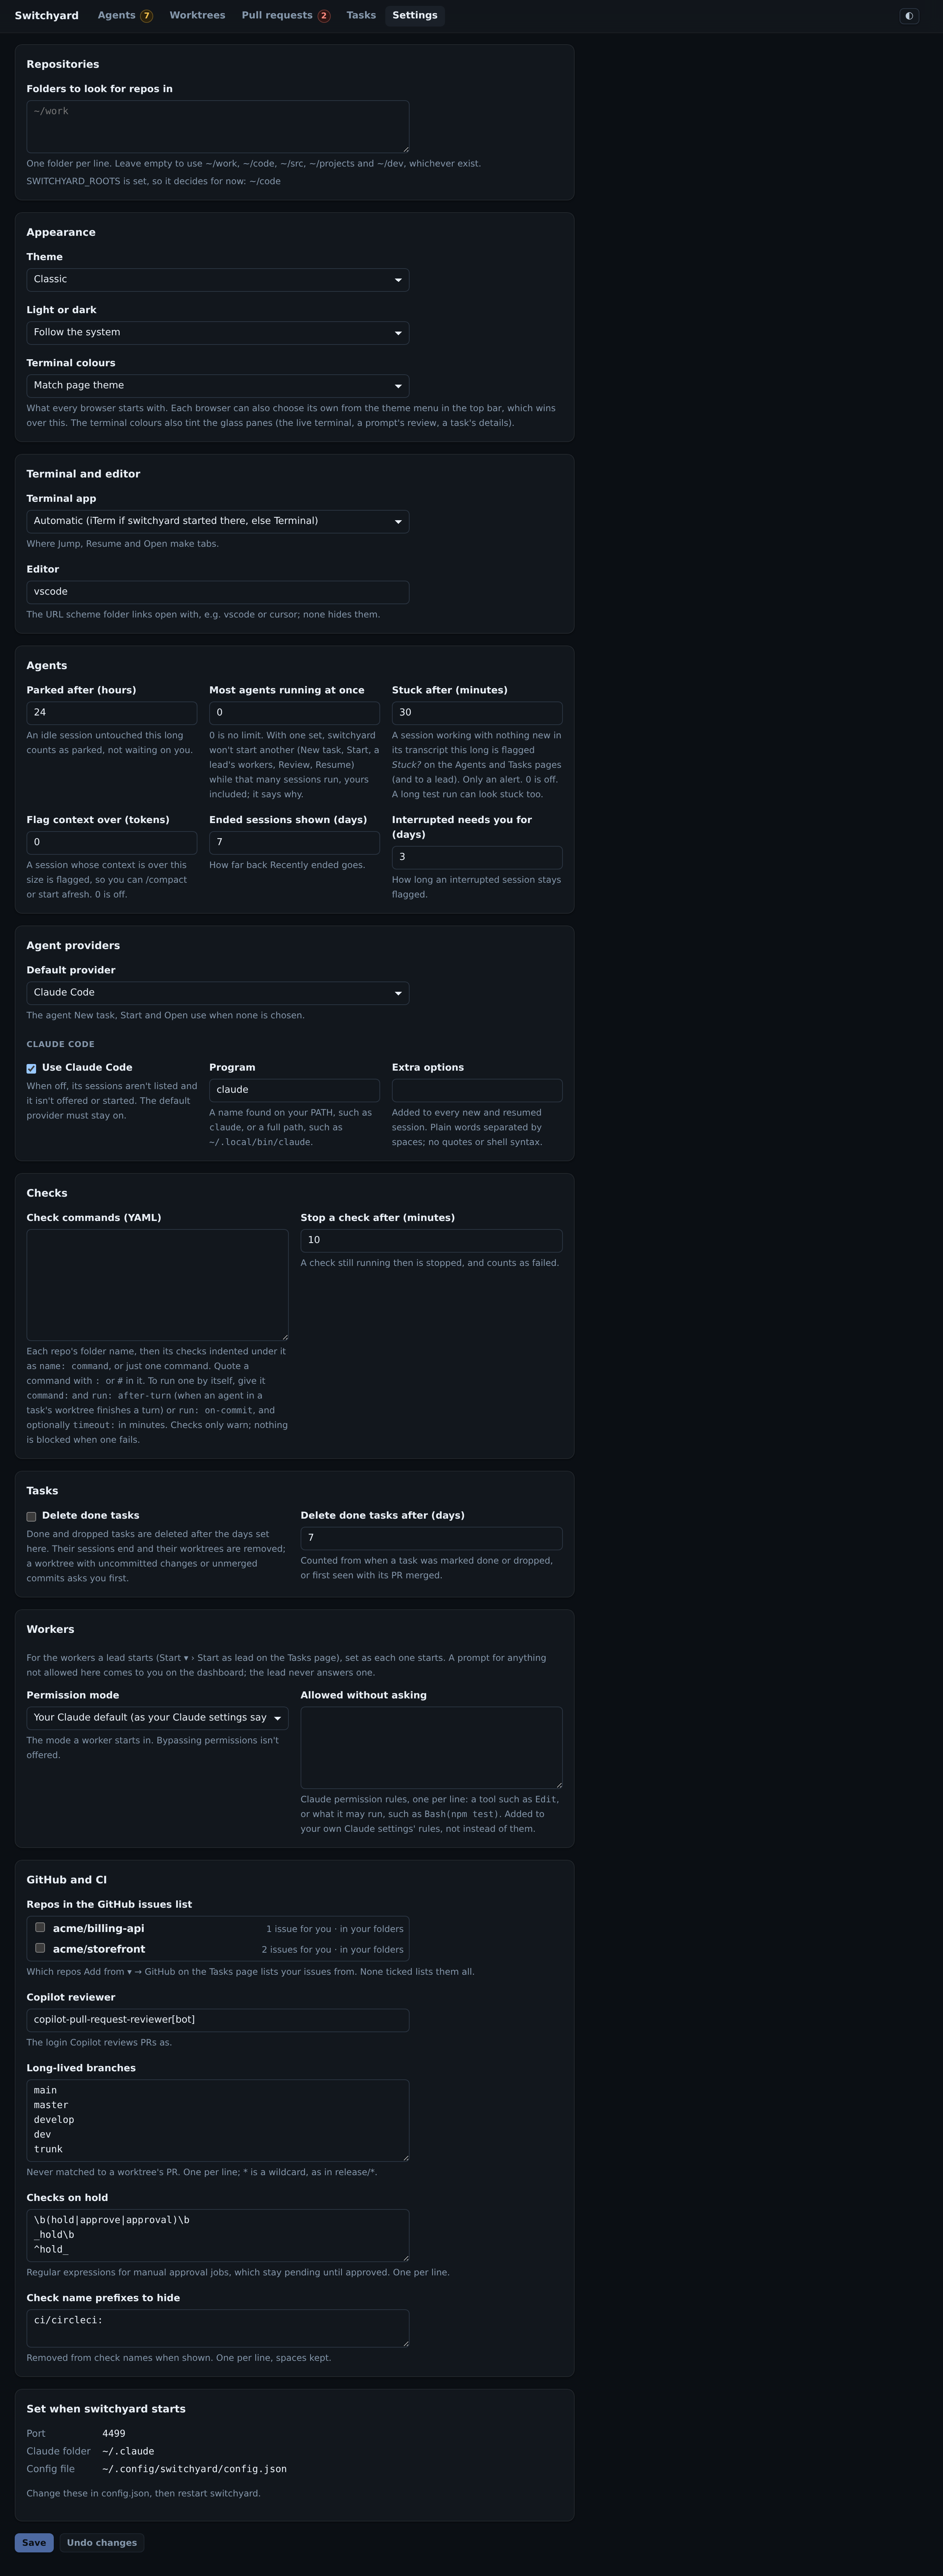 Switchyard
Agents 7
Worktrees
Pull requests 2
Tasks
Settings
Repositories
Folders to look for repos in
~/work
One folder per line. Leave empty to use ~/work, ~/code, ~/src, ~/projects and ~/dev, whichever exist.
SWITCHYARD_ROOTS is set, so it decides for now: ~/code
Appearance
Theme
Classic
Light or dark
Follow the system
Terminal colours
Match page theme
What every browser starts with. Each browser can also choose its own from the theme menu in the top bar, which wins
over this. The terminal colours also tint the glass panes (the live terminal, a prompt's review, a task's details).
Terminal and editor
Terminal app
Automatic (iTerm if switchyard started there, else Terminal)
Where Jump, Resume and Open make tabs.
Editor
vscode
The URL scheme folder links open with, e.g. vscode or cursor; none hides them.
Agents
Parked after (hours)
24
An idle session untouched this long
counts as parked, not waiting on you.
Most agents running at once
0
0 is no limit. With one set, switchyard
won't start another (New task, Start, a
lead's workers, Review, Resume)
while that many sessions run, yours
included; it says why.
Stuck after (minutes)
30
A session working with nothing new in
its transcript this long is flagged
Stuck? on the Agents and Tasks pages
(and to a lead). Only an alert. 0 is off.
A long test run can look stuck too.
Flag context over (tokens)
0
A session whose context is over this
size is flagged, so you can /compact
or start afresh. 0 is off.
Ended sessions shown (days)
7
How far back Recently ended goes.
Interrupted needs you for
(days)
3
How long an interrupted session stays
flagged.
Agent providers
Default provider
Claude Code
The agent New task, Start and Open use when none is chosen.
CLAUDE CODE
Use Claude Code
When off, its sessions aren't listed and
it isn't offered or started. The default
provider must stay on.
Program
claude
A name found on your PATH, such as
claude, or a full path, such as
~/.local/bin/claude.
Extra options
Added to every new and resumed
session. Plain words separated by
spaces; no quotes or shell syntax.
Checks
Check commands (YAML)
Each repo's folder name, then its checks indented under it
as name: command, or just one command. Quote a
command with : or # in it. To run one by itself, give it
command: and run: after-turn (when an agent in a
task's worktree finishes a turn) or run: on-commit, and
optionally timeout: in minutes. Checks only warn; nothing
is blocked when one fails.
Stop a check after (minutes)
10
A check still running then is stopped, and counts as failed.
Tasks
Delete done tasks
Done and dropped tasks are deleted after the days set
here. Their sessions end and their worktrees are removed;
a worktree with uncommitted changes or unmerged
commits asks you first.
Delete done tasks after (days)
7
Counted from when a task was marked done or dropped,
or first seen with its PR merged.
Workers
For the workers a lead starts (Start ▾ › Start as lead on the Tasks page), set as each one starts. A prompt for anything
not allowed here comes to you on the dashboard; the lead never answers one.
Permission mode
Your Claude default (as your Claude settings say
The mode a worker starts in. Bypassing permissions isn't
offered.
Allowed without asking
Claude permission rules, one per line: a tool such as Edit,
or what it may run, such as Bash(npm test). Added to
your own Claude settings' rules, not instead of them.
GitHub and CI
Repos in the GitHub issues list
acme/billing-api 1 issue for you · in your folders
acme/storefront 2 issues for you · in your folders
Which repos Add from ▾ → GitHub on the Tasks page lists your issues from. None ticked lists them all.
Copilot reviewer
copilot-pull-request-reviewer[bot]
The login Copilot reviews PRs as.
Long-lived branches
main
master
develop
dev
trunk
Never matched to a worktree's PR. One per line; * is a wildcard, as in release/*.
Checks on hold
\b(hold|approve|approval)\b
_hold\b
^hold_
Regular expressions for manual approval jobs, which stay pending until approved. One per line.
Check name prefixes to hide
ci/circleci:
Removed from check names when shown. One per line, spaces kept.
Set when switchyard starts
Port 4499
Claude folder ~/.claude
Config file ~/.config/switchyard/config.json
Change these in config.json, then restart switchyard.
Save
Undo changes